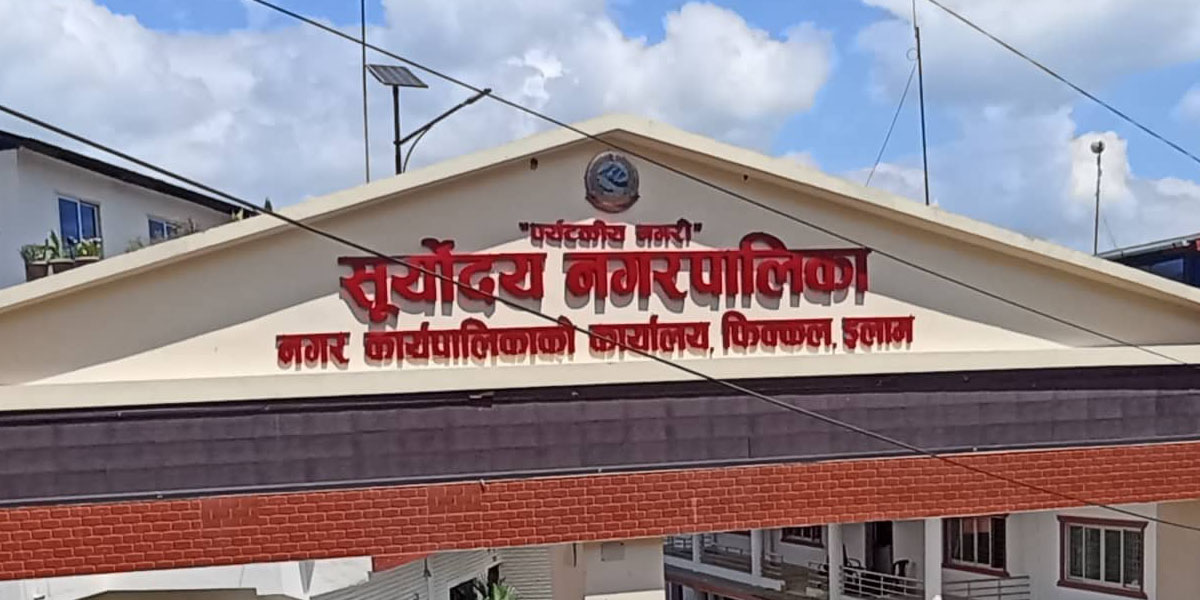 "पर्यटकीय नगरी"
सूर्योदय नगरपालिका
नगर कार्यपालिकाको कार्यालय, फिक्कल, इलाम